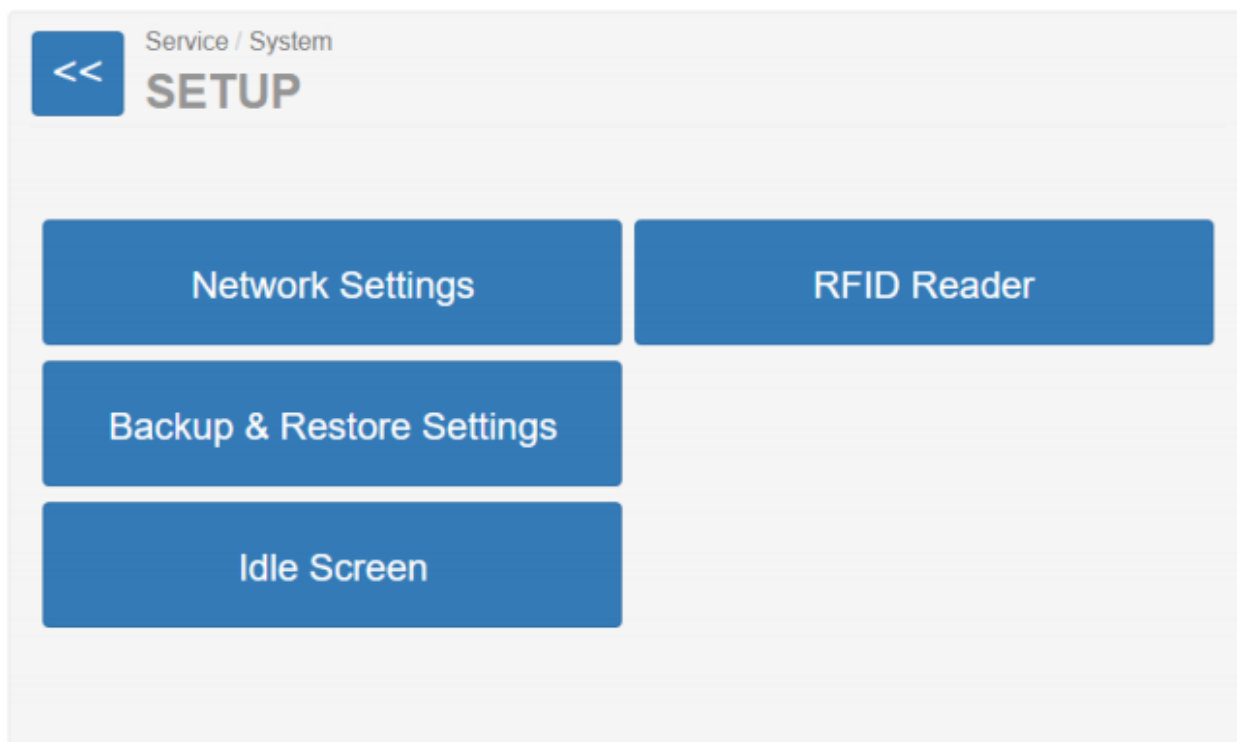 <<
Service / System
SETUP
Network Settings
RFID Reader
Backup & Restore Settings
Idle Screen